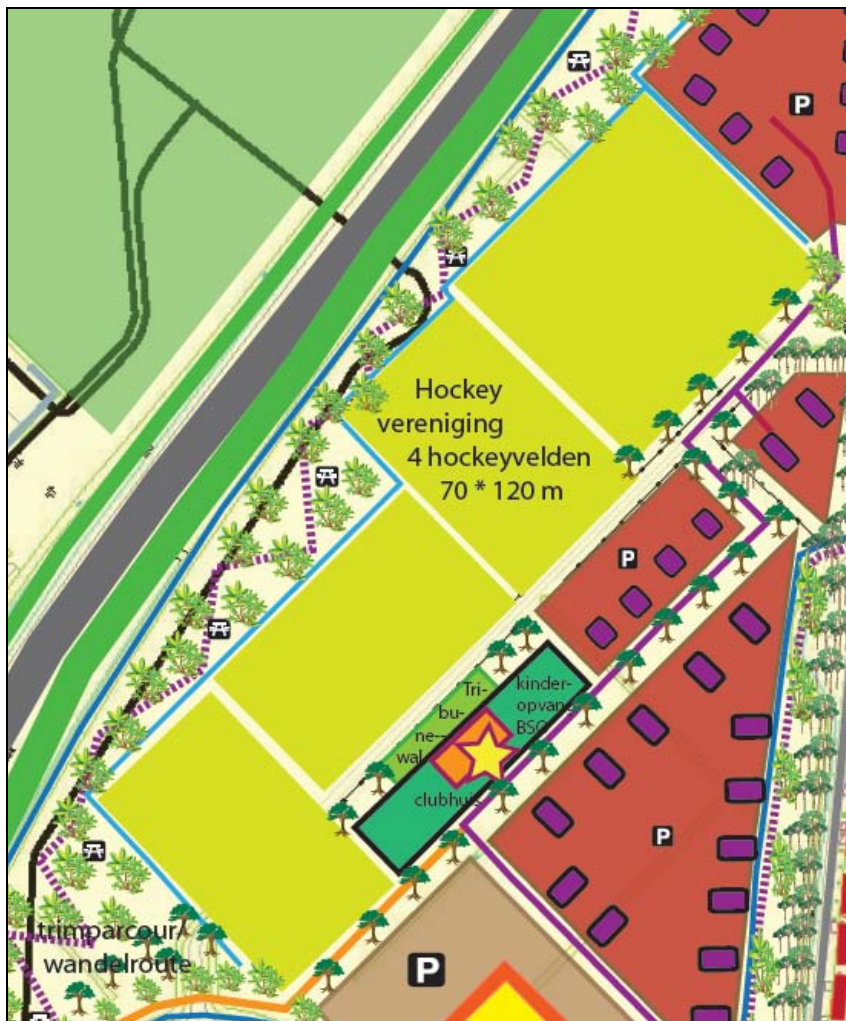 P
Hockey
vereniging
4 hockeyvelden
70 * 120 m
P
Tri-
bu-
ne--
wal
kinder-
opvang
BSO
clubhuis
P
trimparcour/
wandelroute
P